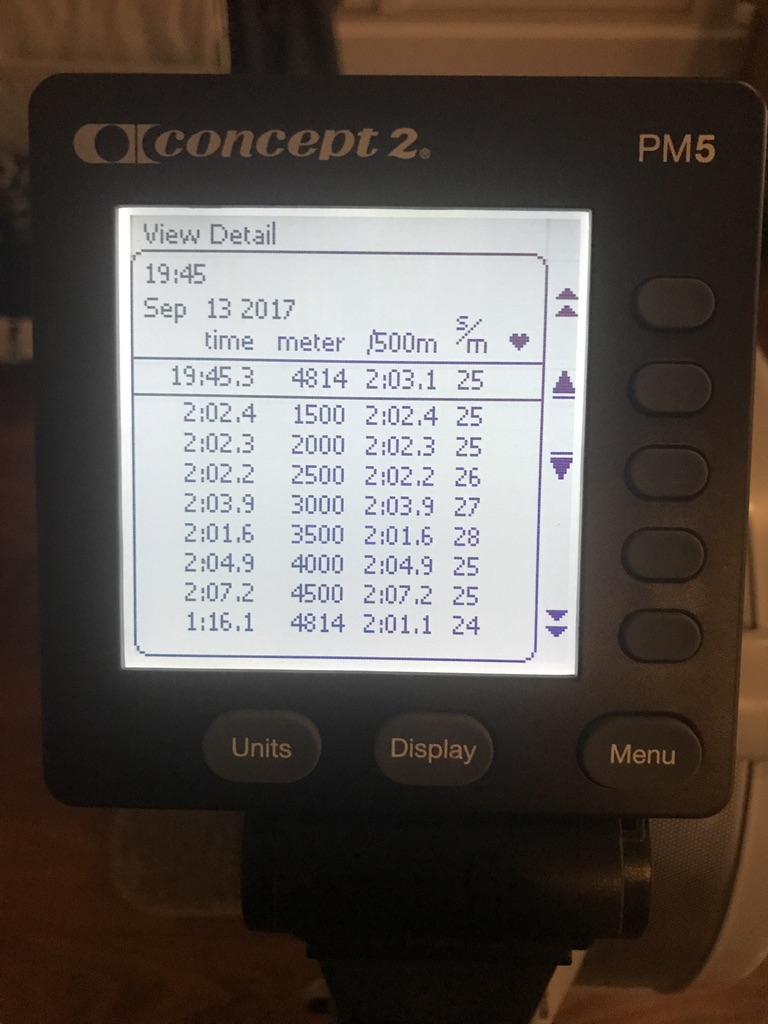 concept 2® PM5
View Detail
19:45
Sep 13 2017
time meter /500m s/m ♥
19:45.3 4814 2:03.1 25
2:02.4 1500 2:02.4 25
2:02.3 2000 2:02.3 25
2:02.2 2500 2:02.2 26
2:03.9 3000 2:03.9 27
2:01.6 3500 2:01.6 28
2:04.9 4000 2:04.9 25
2:07.2 4500 2:07.2 25
1:16.1 4814 2:01.1 24
Units Display Menu